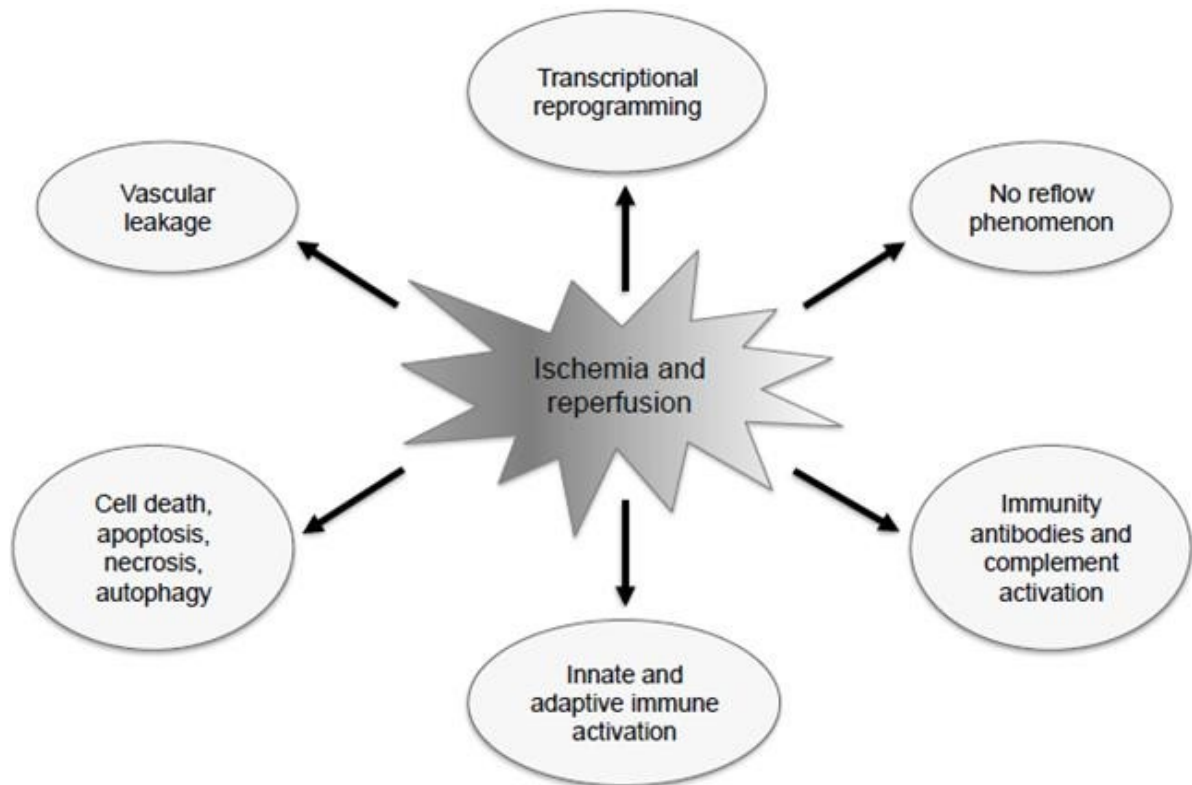 Transcriptional
reprogramming
Vascular
leakage
No reflow
phenomenon
Ischemia and
reperfusion
Cell death,
apoptosis,
necrosis,
autophagy
Immunity
antibodies and
complement
activation
Innate and
adaptive immune
activation